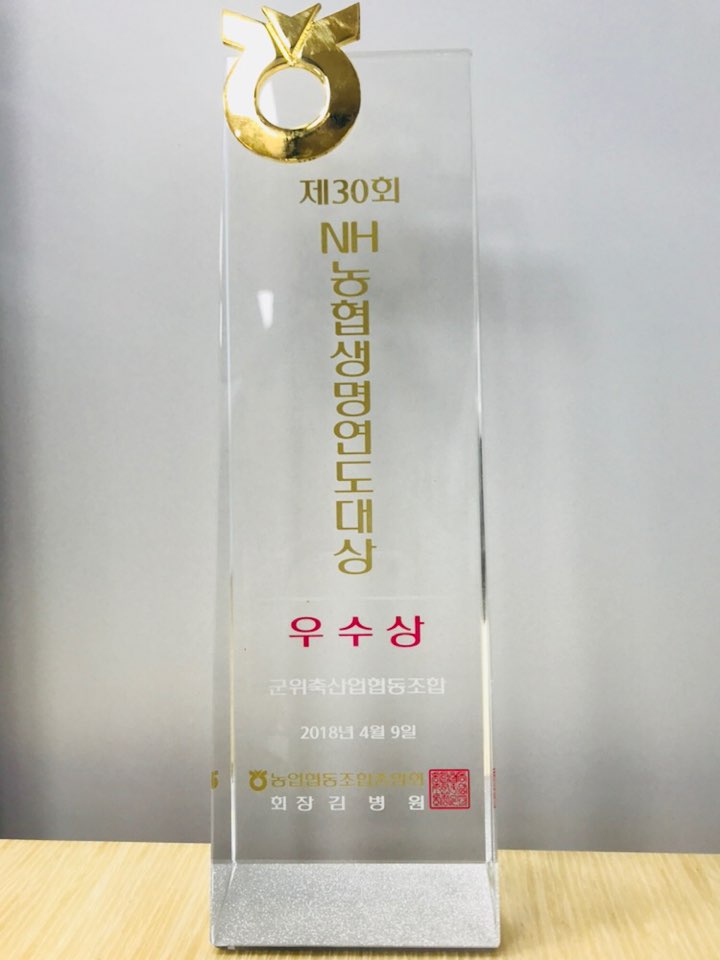 제30회
NH농협생명연도대상
우수상
군위축산업협동조합
2018년 4월 9일
농업협동조합중앙회
회장 김병원